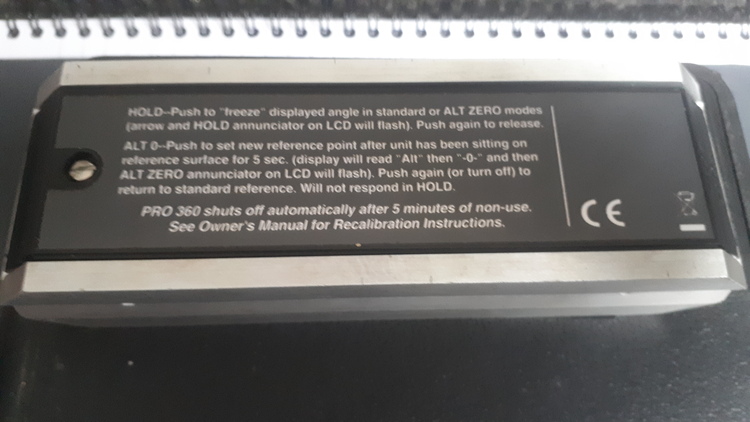 HOLD--Push to "freeze" displayed angle in standard or ALT ZERO modes
(arrow and HOLD annunciator on LCD will flash). Push again to release.
ALT 0--Push to set new reference point after unit has been sitting on
reference surface for 5 sec. (display will read "Alt" then "-0-" and then
ALT ZERO annunciator on LCD will flash). Push again (or turn off) to
return to standard reference. Will not respond in HOLD.
PRO 360 shuts off automatically after 5 minutes of non-use.
See Owner's Manual for Recalibration Instructions.
CE